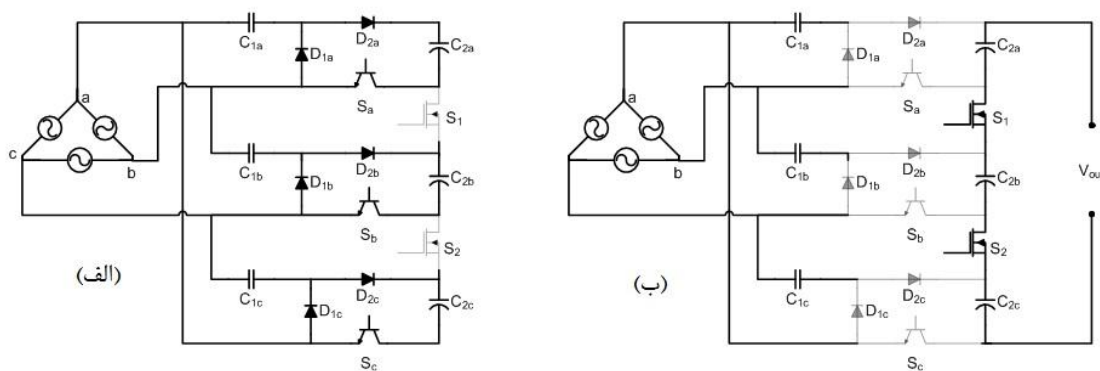 C1a
D1a
D2a
C2a
Sa
S1
a
c
b
C1b
D1b
D2b
C2b
Sb
S2
(الف)
C1c
D1c
D2c
C2c
Sc
C1a
D1a
D2a
C2a
Sa
S1
a
b
C1b
D1b
D2b
C2b
Vou
Sb
S2
(ب)
C1c
D1c
D2c
C2c
Sc